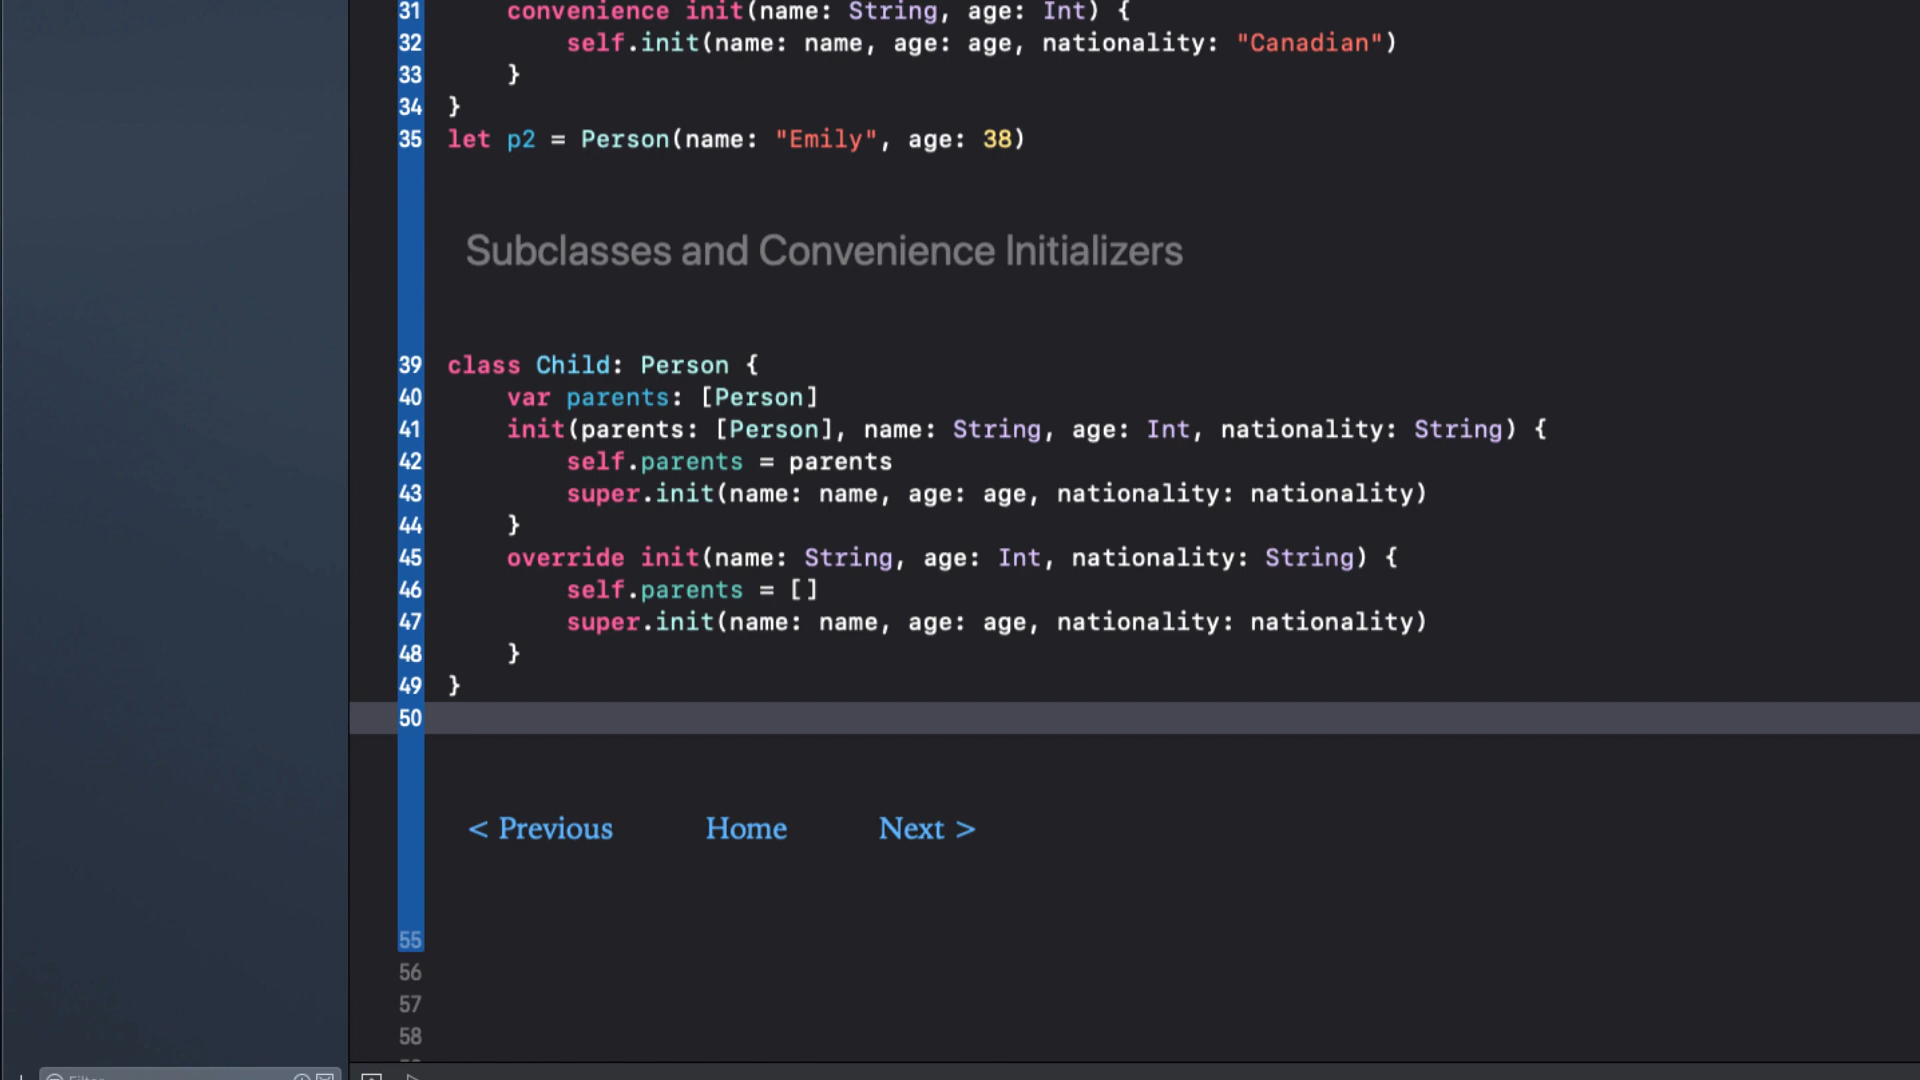 31 convenience init(name: String, age: Int) {
32 self.init(name: name, age: age, nationality: "Canadian")
33 }
34 }
35 let p2 = Person(name: "Emily", age: 38)
Subclasses and Convenience Initializers
39 class Child: Person {
40 var parents: [Person]
41 init(parents: [Person], name: String, age: Int, nationality: String) {
42 self.parents = parents
43 super.init(name: name, age: age, nationality: nationality)
44 }
45 override init(name: String, age: Int, nationality: String) {
46 self.parents = []
47 super.init(name: name, age: age, nationality: nationality)
48 }
49 }
50
< Previous Home Next >
55
56
57
58